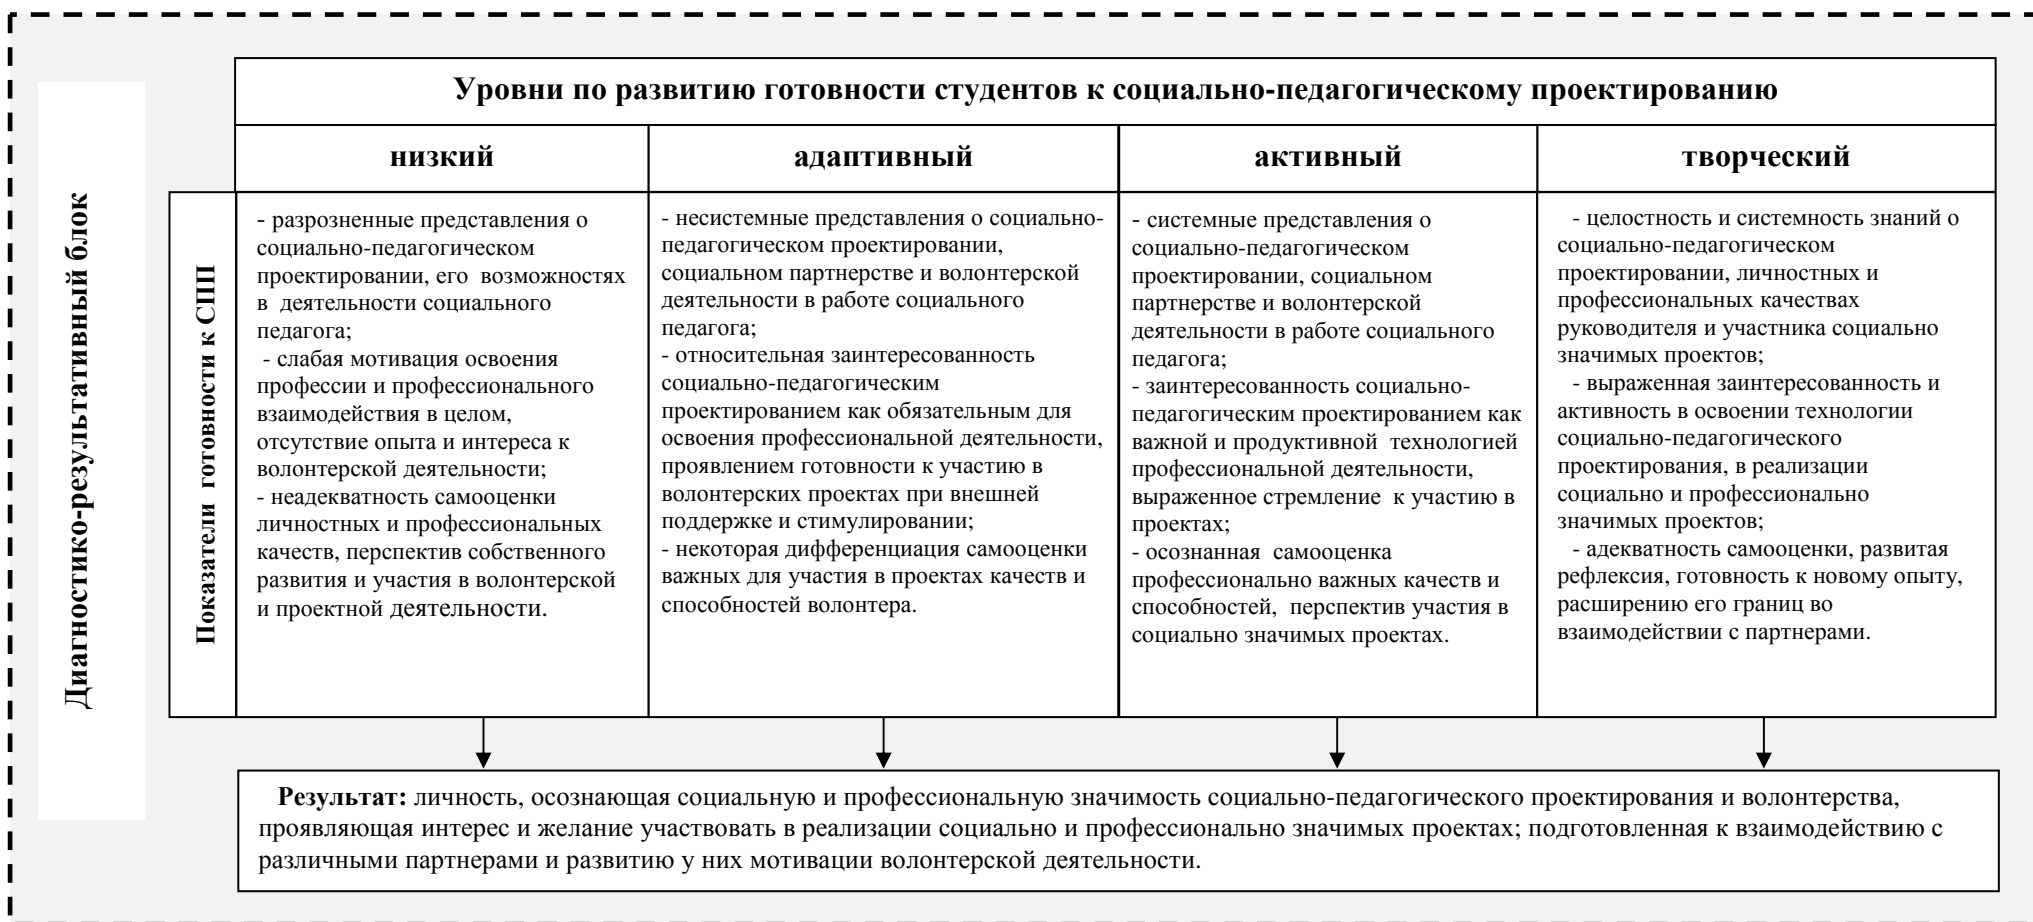 Диагностико-результативный блок
Уровни по развитию готовности студентов к социально-педагогическому проектированию
низкий
адаптивный
активный
творческий
Показатели готовности к СПП
- разрозненные представления о
социально-педагогическом
проектировании, его возможностях
в деятельности социального
педагога;
- слабая мотивация освоения
профессии и профессионального
взаимодействия в целом,
отсутствие опыта и интереса к
волонтерской деятельности;
- неадекватность самооценки
личностных и профессиональных
качеств, перспектив собственного
развития и участия в волонтерской
и проектной деятельности.
- несистемные представления о социально-
педагогическом проектировании,
социальном партнерстве и волонтерской
деятельности в работе социального
педагога;
- относительная заинтересованность
социально-педагогическим
проектированием как обязательным для
освоения профессиональной деятельности,
проявлением готовности к участию в
волонтерских проектах при внешней
поддержке и стимулировании;
- некоторая дифференциация самооценки
важных для участия в проектах качеств и
способностей волонтера.
- системные представления о
социально-педагогическом
проектировании, социальном
партнерстве и волонтерской
деятельности в работе социального
педагога;
- заинтересованность социально-
педагогическим проектированием как
важной и продуктивной технологией
профессиональной деятельности,
выраженное стремление к участию в
проектах;
- осознанная самооценка
профессионально важных качеств и
способностей, перспектив участия в
социально значимых проектах.
- целостность и системность знаний о
социально-педагогическом
проектировании, личностных и
профессиональных качествах
руководителя и участника социально
значимых проектов;
- выраженная заинтересованность и
активность в освоении технологии
социально-педагогического
проектирования, в реализации
социально и профессионально
значимых проектов;
- адекватность самооценки, развитая
рефлексия, готовность к новому опыту,
расширению его границ во
взаимодействии с партнерами.
Результат: личность, осознающая социальную и профессиональную значимость социально-педагогического проектирования и волонтерства,
проявляющая интерес и желание участвовать в реализации социально и профессионально значимых проектах; подготовленная к взаимодействию с
различными партнерами и развитию у них мотивации волонтерской деятельности.